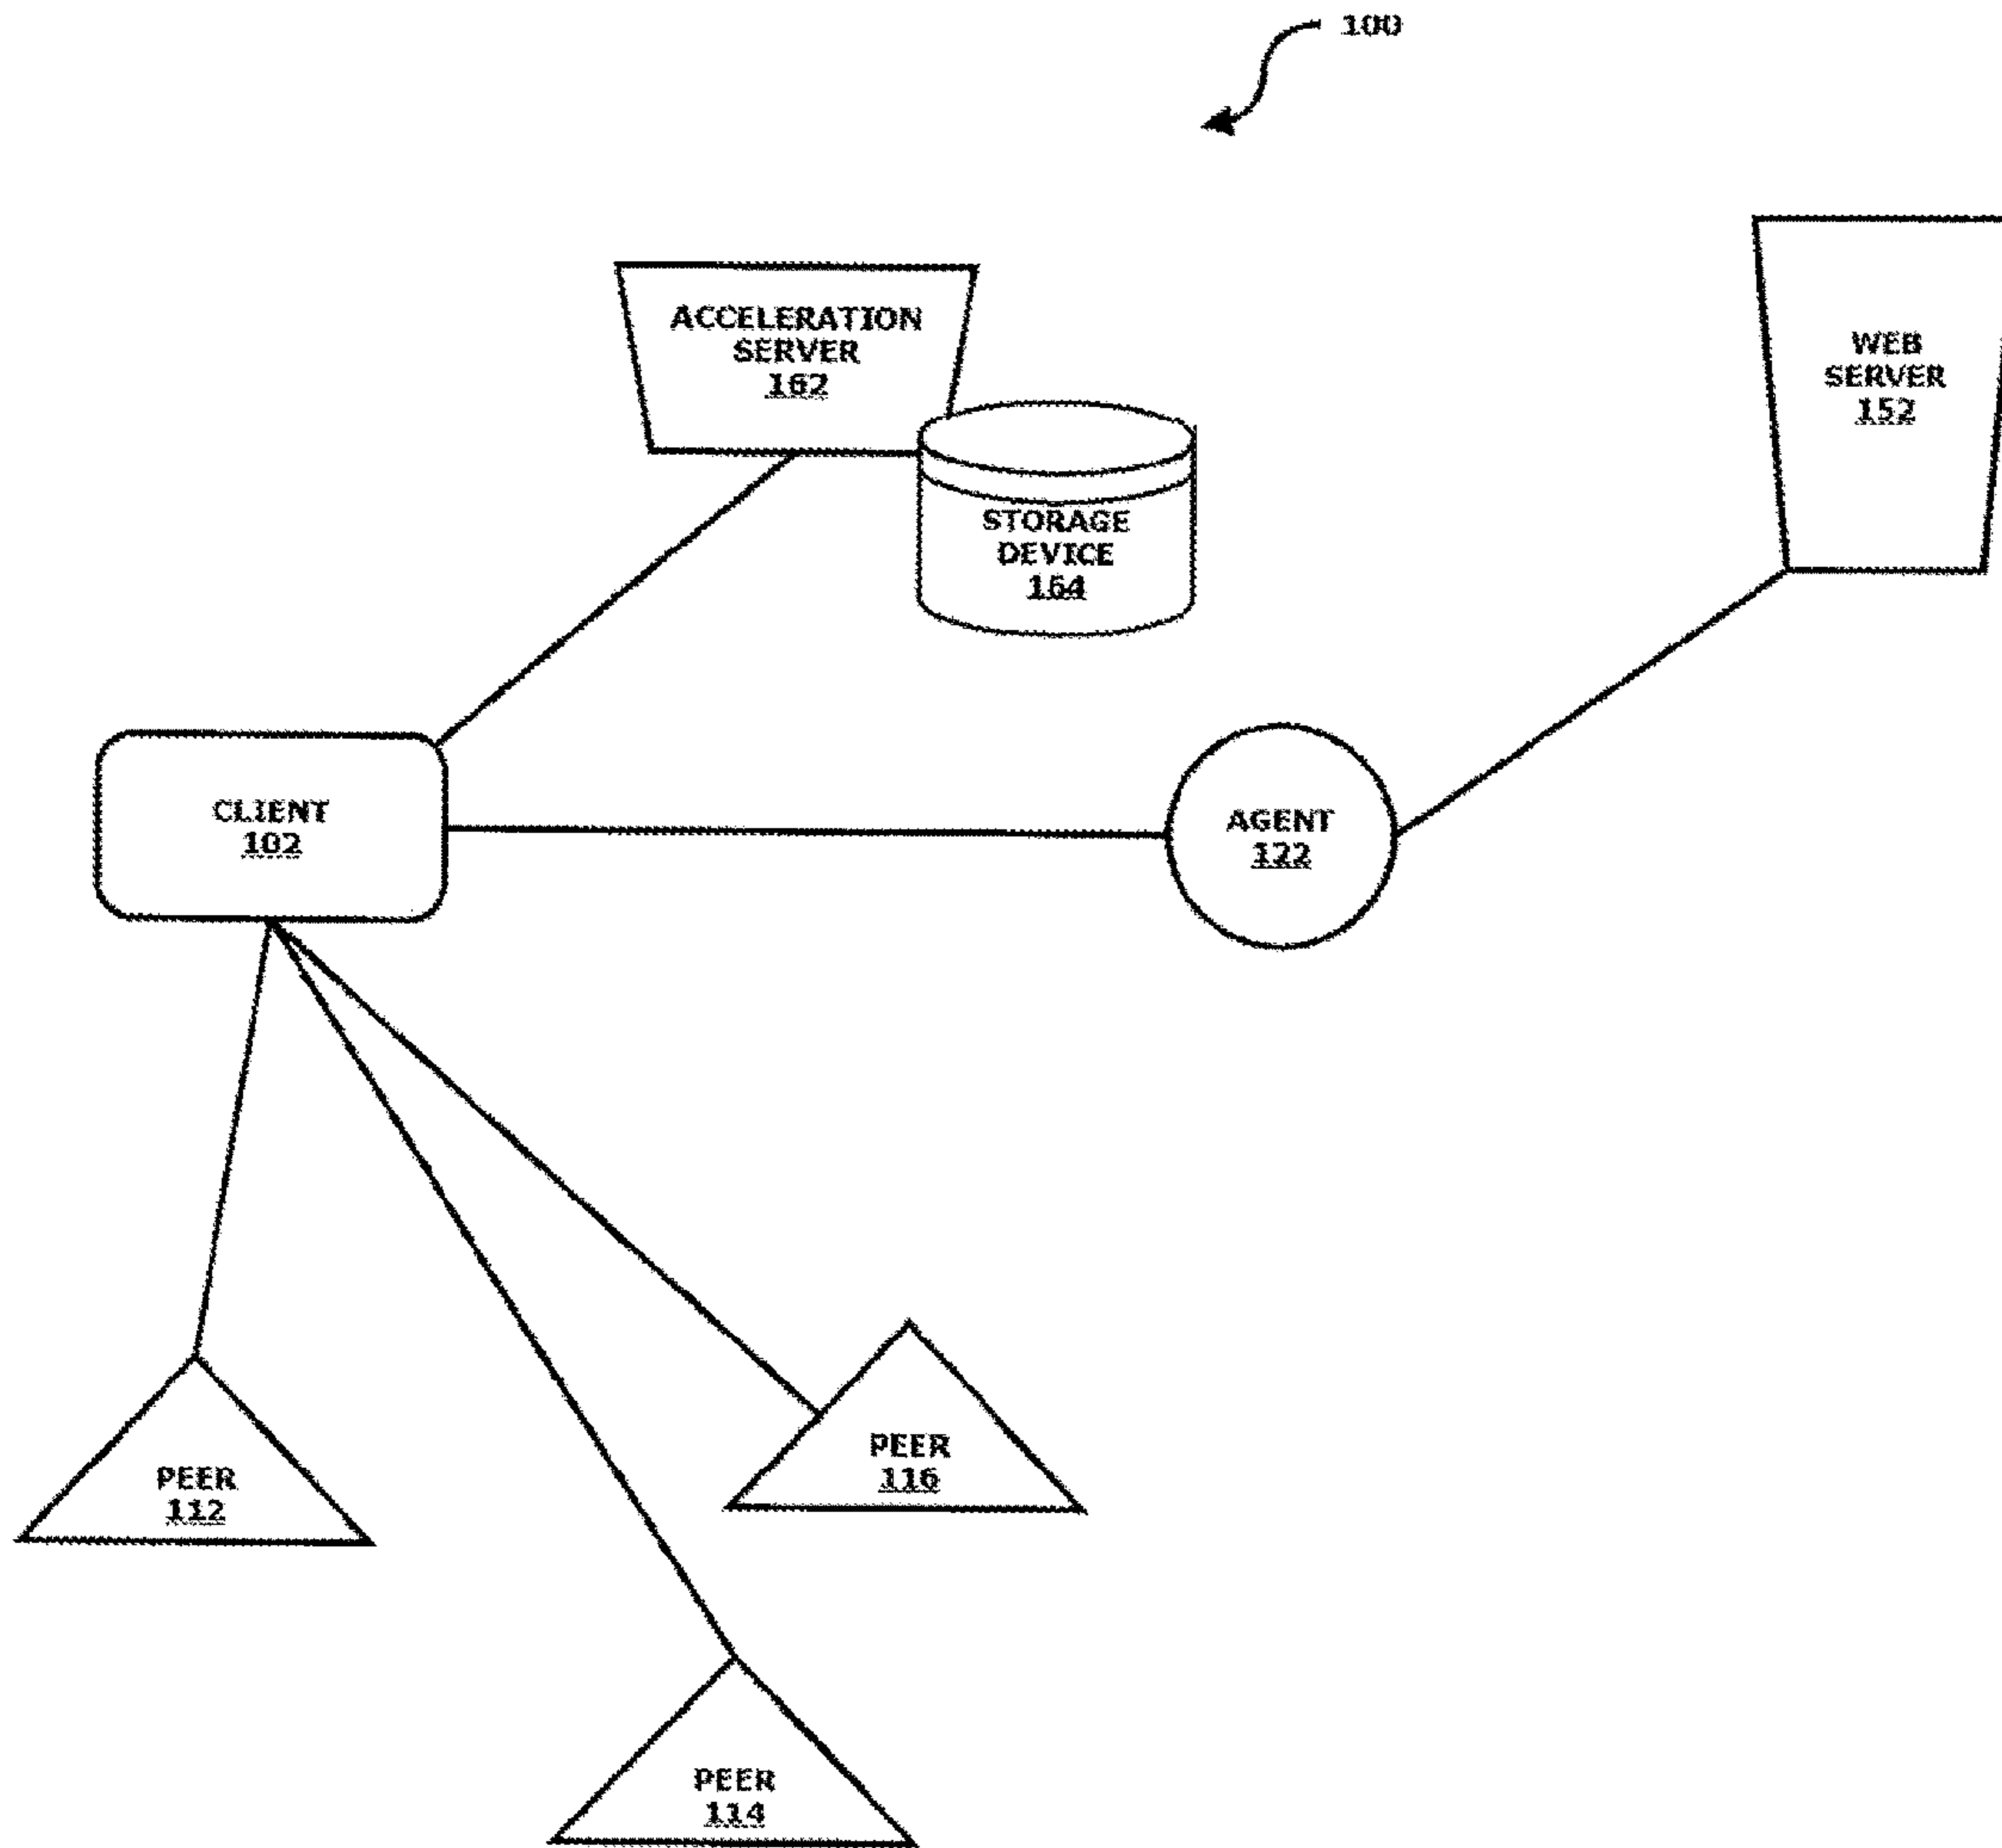 100
ACCELERATION
SERVER
162
WEB
SERVER
152
STORAGE
DEVICE
164
CLIENT
102
AGENT
122
PEER
116
PEER
112
PEER
114